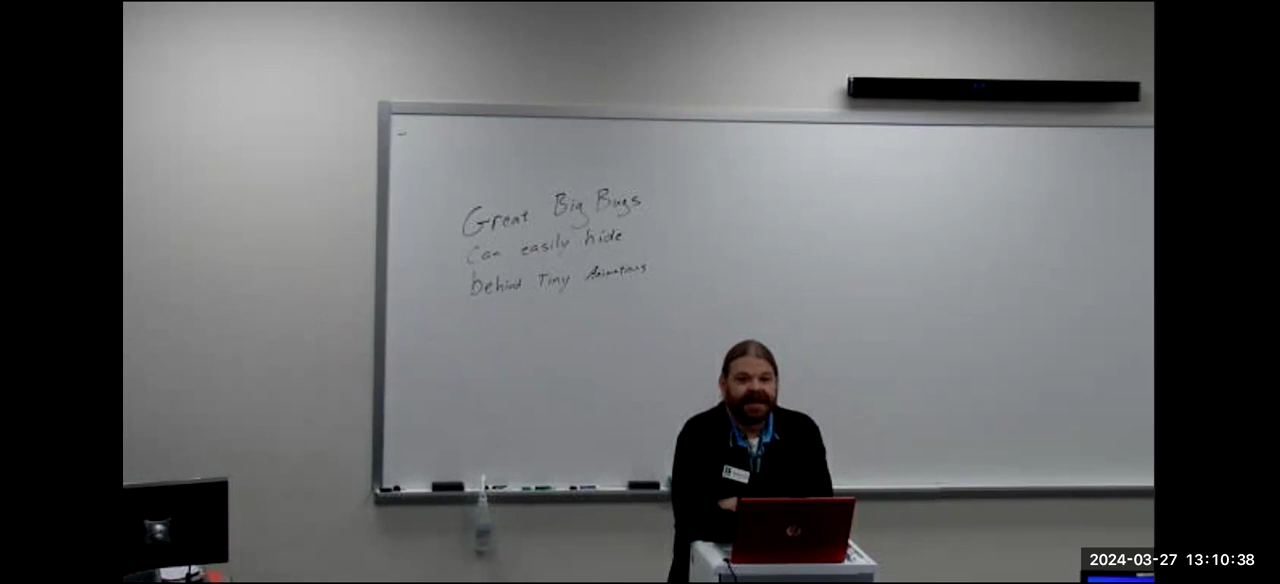 Great Big Bugs
Can easily hide
behind Tiny Animations
2024-03-27 13:10:38